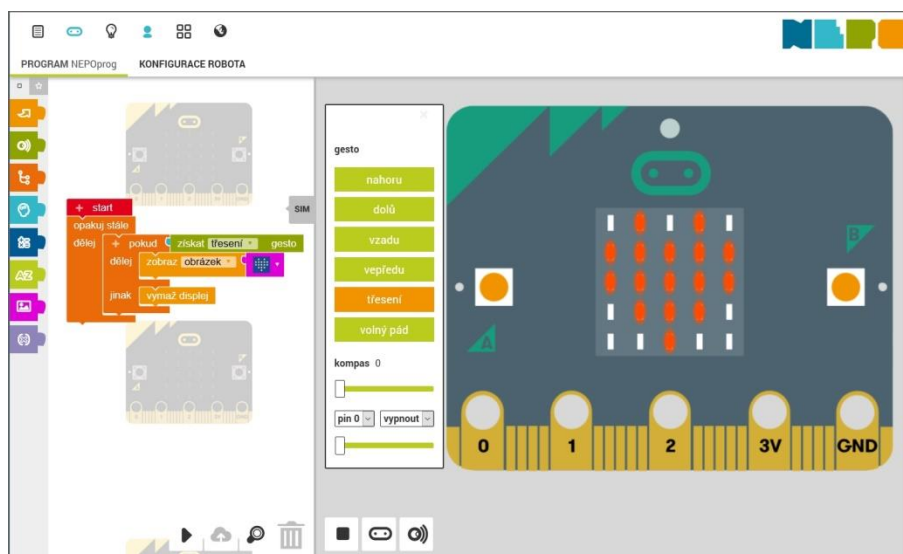 NEPO
PROGRAM NEPOprog
KONFIGURACE ROBOTA
+ start
opakuj stále
dělej
+ pokud
získat třesení gesto
dělej
zobraz obrázek
jinak
vymaž displej
SIM
gesto
nahoru
dolů
vzadu
vepředu
třesení
volný pád
kompas 0
pin 0 vypnout
A
B
0 1 2 3V GND